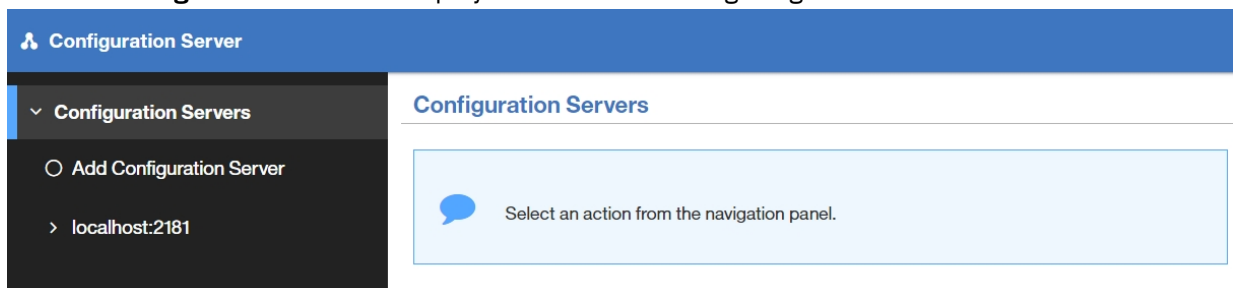 Configuration Server
Configuration Servers
Add Configuration Server
localhost:2181
Configuration Servers
Select an action from the navigation panel.